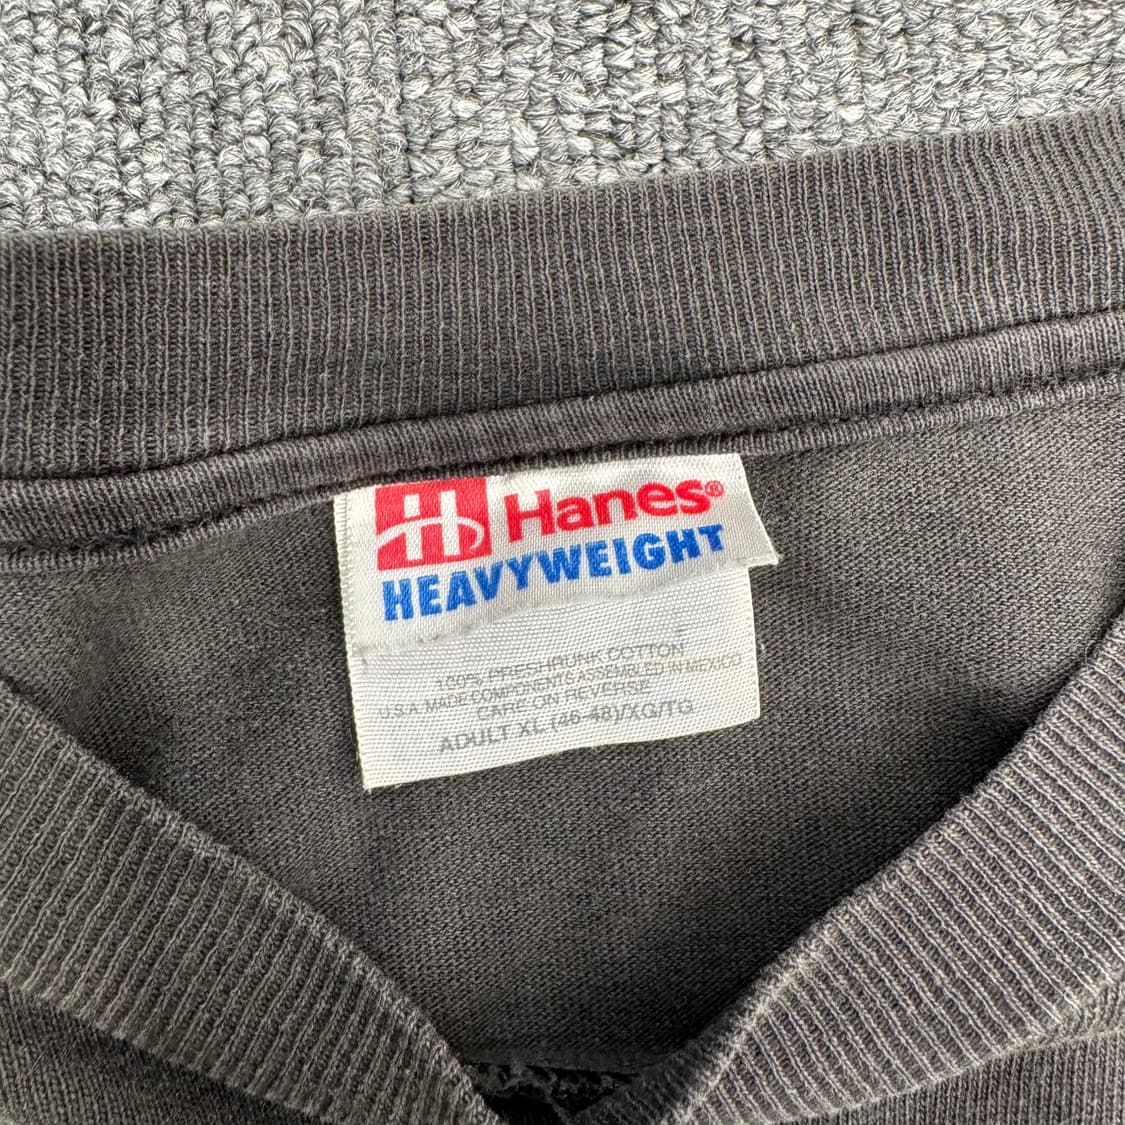 Hanes®
HEAVYWEIGHT
100% PRESHRUNK COTTON
U.S.A. MADE COMPONENTS ASSEMBLED IN MEXICO
CARE ON REVERSE
ADULT XL (46-48)/XG/TG